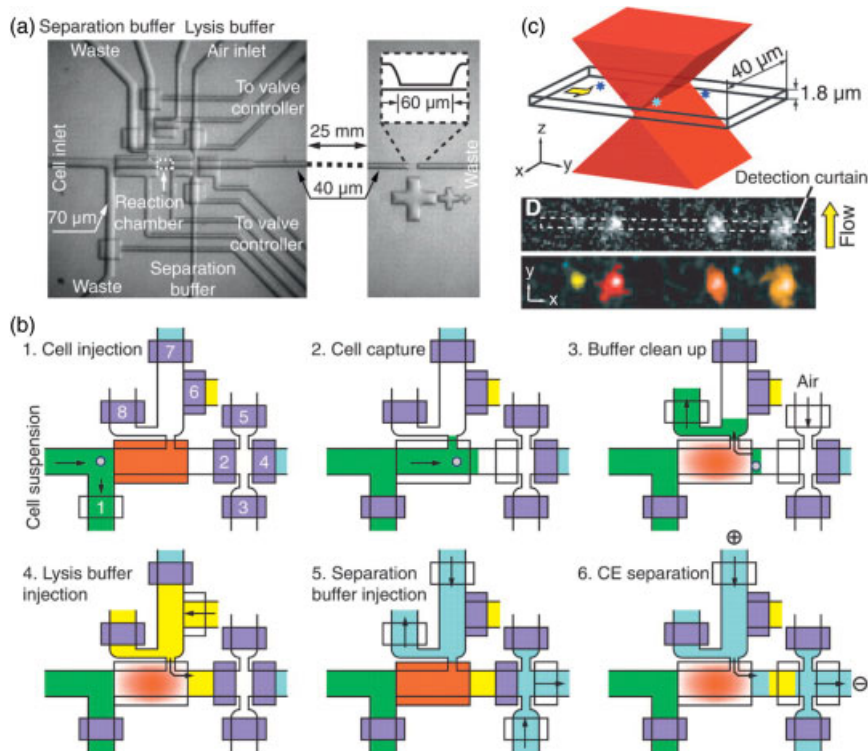 (a)
Separation buffer
Lysis buffer
Waste
Air inlet
To valve
controller
Cell inlet
70 μm
Reaction
chamber
Waste
Separation
buffer
To valve
controller
25 mm
40 μm
60 μm
Waste
(c)
40 μm
1.8 μm
z
x
y
Detection curtain
D
Flow
y
x
(b)
1. Cell injection
2. Cell capture
3. Buffer clean up
Cell suspension
7
6
8
5
2
4
1
3
Air
4. Lysis buffer
injection
5. Separation
buffer injection
6. CE separation
⊕
⊖